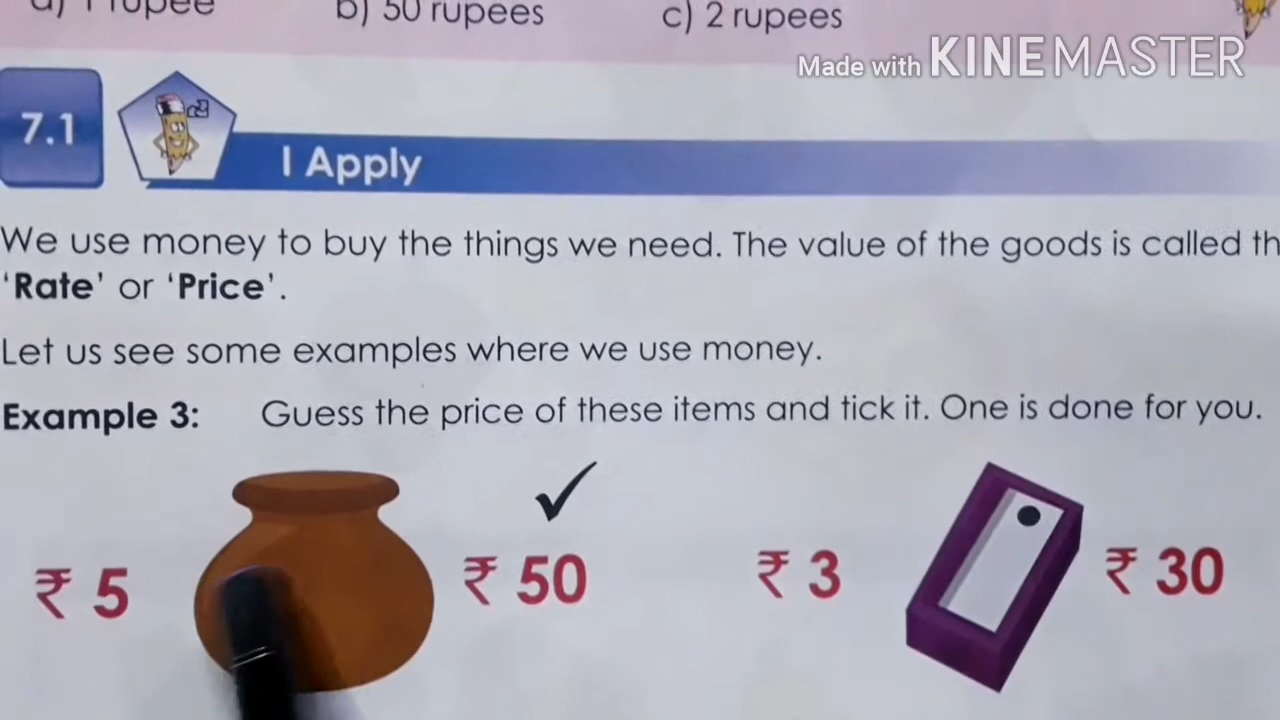 a) 1 rupee b) 50 rupees c) 2 rupees
Made with KINEMASTER
7.1
I Apply
We use money to buy the things we need. The value of the goods is called th
'Rate' or 'Price'.
Let us see some examples where we use money.
Example 3: Guess the price of these items and tick it. One is done for you.
₹ 5 ₹ 50 ₹ 3 ₹ 30